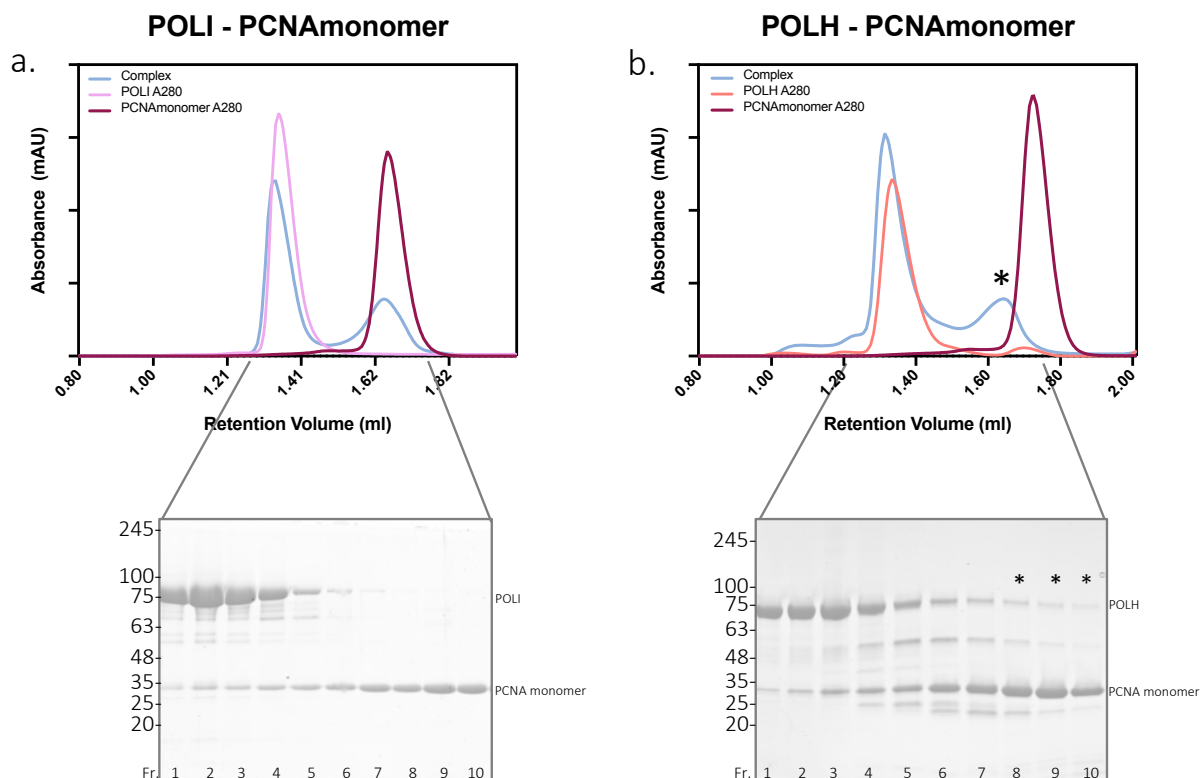 POLI - PCNAmonomer
a.
Complex
POLI A280
PCNAmonomer A280
Absorbance (mAU)
0.80 1.00 1.21 1.41 1.62 1.82
Retention Volume (ml)
245
100
75
63
48
35
25
20
POLI
PCNA monomer
Fr. 1 2 3 4 5 6 7 8 9 10
POLH - PCNAmonomer
b.
Complex
POLH A280
PCNAmonomer A280
*
Absorbance (mAU)
0.80 1.00 1.20 1.40 1.60 1.80 2.00
Retention Volume (ml)
245
100
75
63
48
35
25
20
* * *
POLH
PCNA monomer
Fr. 1 2 3 4 5 6 7 8 9 10